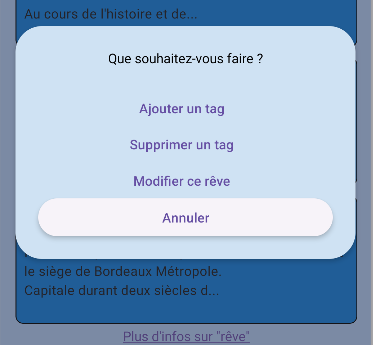 Au cours de l'histoire et de...
Que souhaitez-vous faire ?
Ajouter un tag
Supprimer un tag
Modifier ce rêve
Annuler
le siège de Bordeaux Métropole.
Capitale durant deux siècles d...
Plus d'infos sur "rêve"